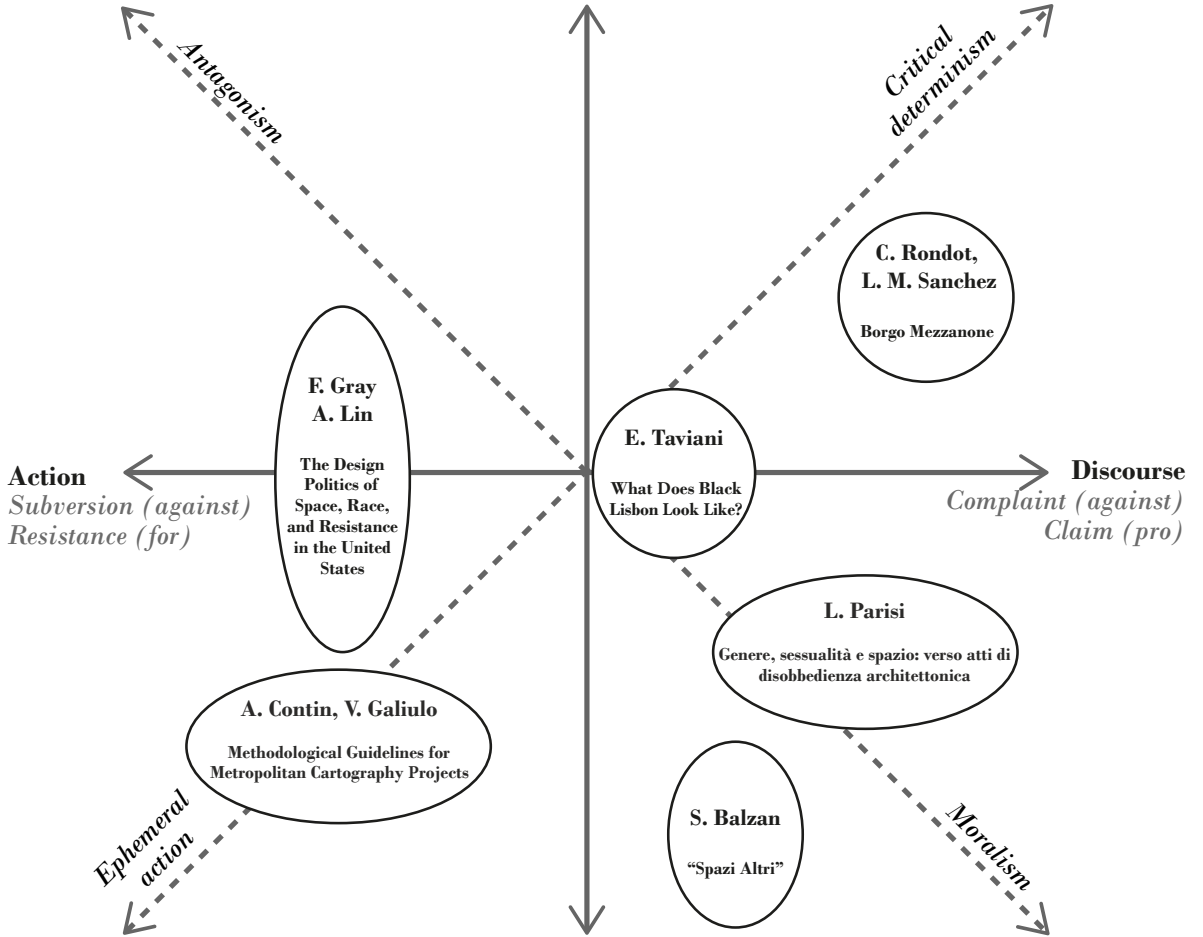 Antagonism
Critical
determinism
C. Rondot,
L. M. Sanchez
Borgo Mezzanone
F. Gray
A. Lin
The Design
Politics of
Space, Race,
and Resistance
in the United
States
E. Taviani
What Does Black
Lisbon Look Like?
Action
Subversion (against)
Resistance (for)
Discourse
Complaint (against)
Claim (pro)
L. Parisi
Genere, sessualità e spazio: verso atti di
disobbedienza architettonica
A. Contin, V. Galiulo
Methodological Guidelines for
Metropolitan Cartography Projects
S. Balzan
“Spazi Altri”
Ephemeral
action
Moralism